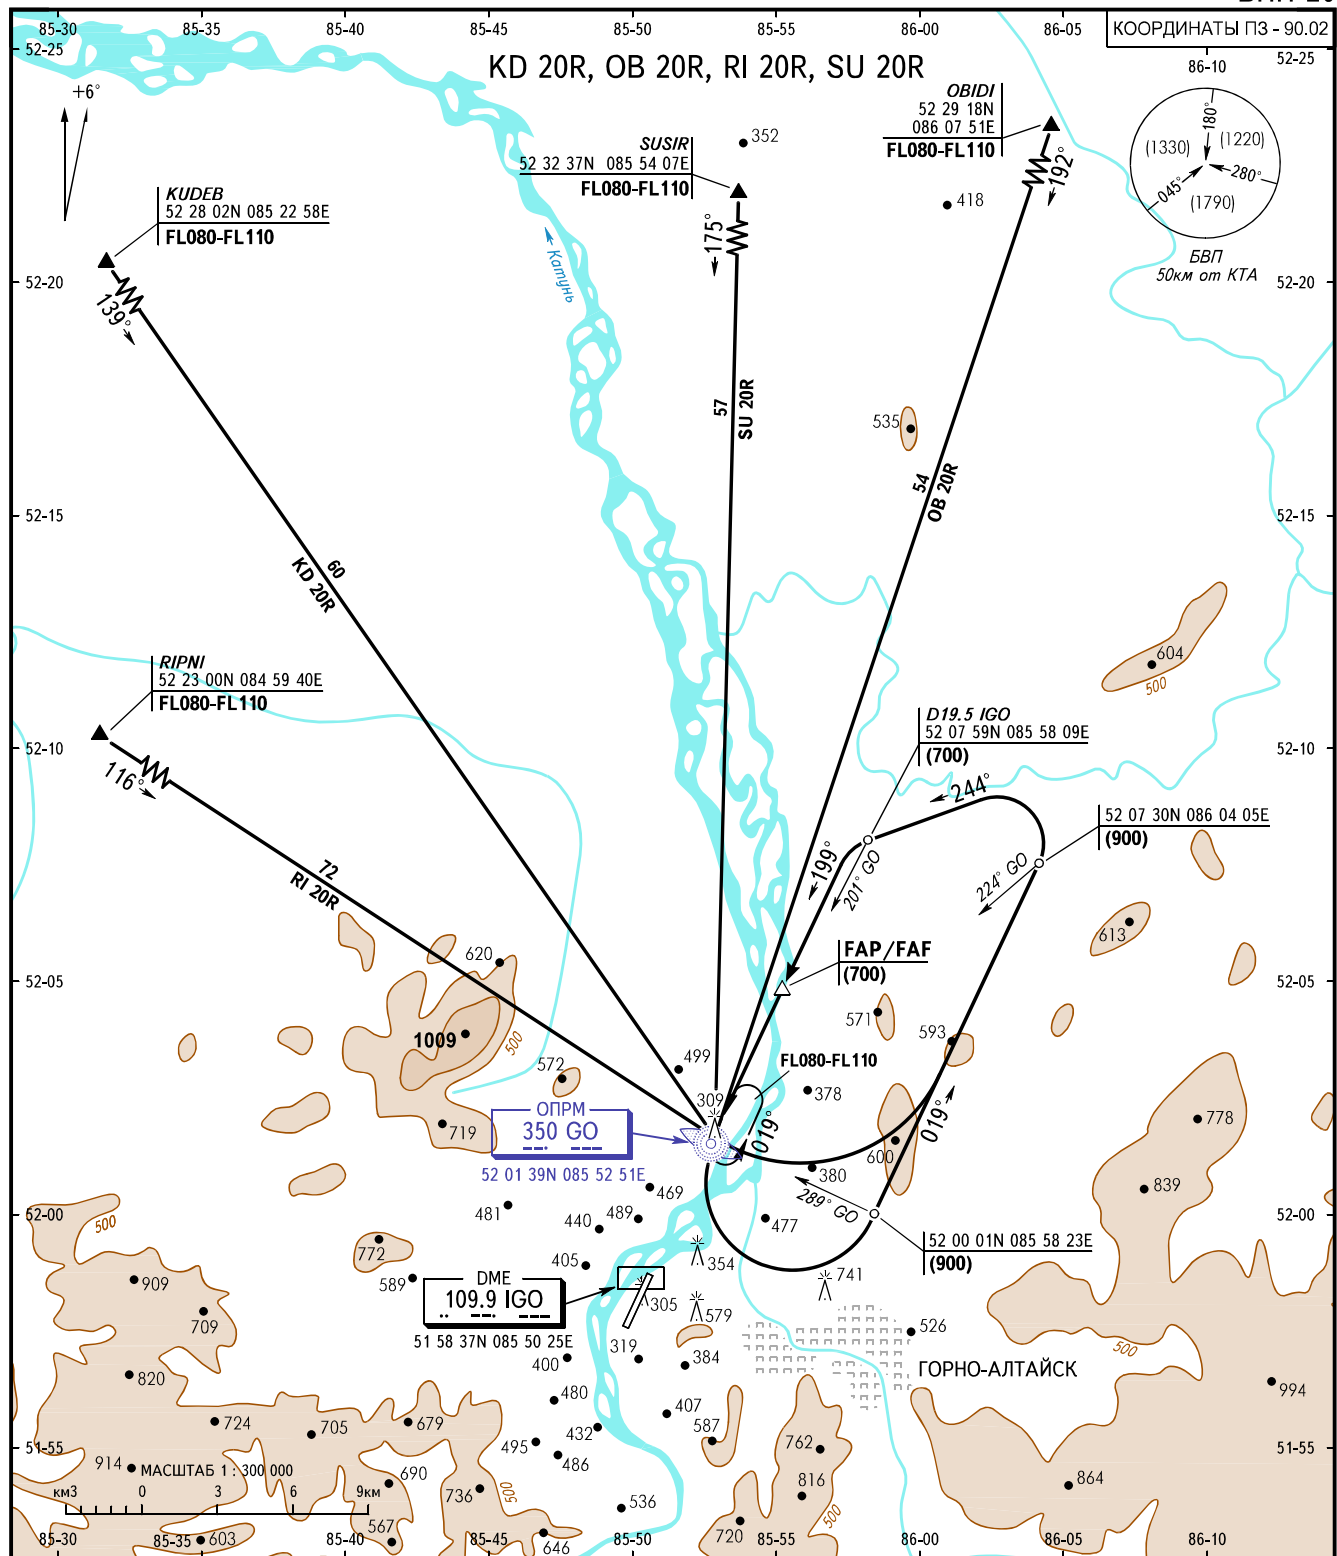 85-30
85-35
85-40
85-45
85-50
85-55
86-00
86-05
КООРДИНАТЫ ПЗ - 90.02
86-10
52-25
52-25
KD 20R, OB 20R, RI 20R, SU 20R
+6°
OBIDI
52 29 18N
086 07 51E
FL080-FL110
192°
352
SUSIR
52 32 37N 085 54 07E
FL080-FL110
175°
418
180°
(1330)
(1220)
280°
045°
(1790)
БВП
50км от КТА
KUDEB
52 28 02N 085 22 58E
FL080-FL110
139°
Катунь
52-20
52-20
57
SU 20R
535
54
OB 20R
52-15
52-15
60
KD 20R
RIPNI
52 23 00N 084 59 40E
FL080-FL110
116°
604
500
52-10
52-10
D19.5 IGO
52 07 59N 085 58 09E
(700)
244°
52 07 30N 086 04 05E
(900)
199°
201° GO
224° GO
72
RI 20R
620
613
FAP/FAF
(700)
52-05
52-05
1009
500
571
593
499
572
FL080-FL110
309
378
719
ОПРМ
350 GO
52 01 39N 085 52 51E
019°
019°
778
600
380
839
469
289° GO
481
440
489
477
52-00
52-00
500
772
405
52 00 01N 085 58 23E
(900)
589
354
741
909
DME
109.9 IGO
51 58 37N 085 50 25E
305
579
709
319
526
500
400
384
ГОРНО-АЛТАЙСК
820
994
480
407
724
705
679
432
587
495
762
51-55
51-55
486
914
МАСШТАБ 1 : 300 000
км3
0
3
6
9км
690
736
500
816
864
536
567
720
500
603
646
85-30
85-35
85-40
85-45
85-50
85-55
86-00
86-05
86-10